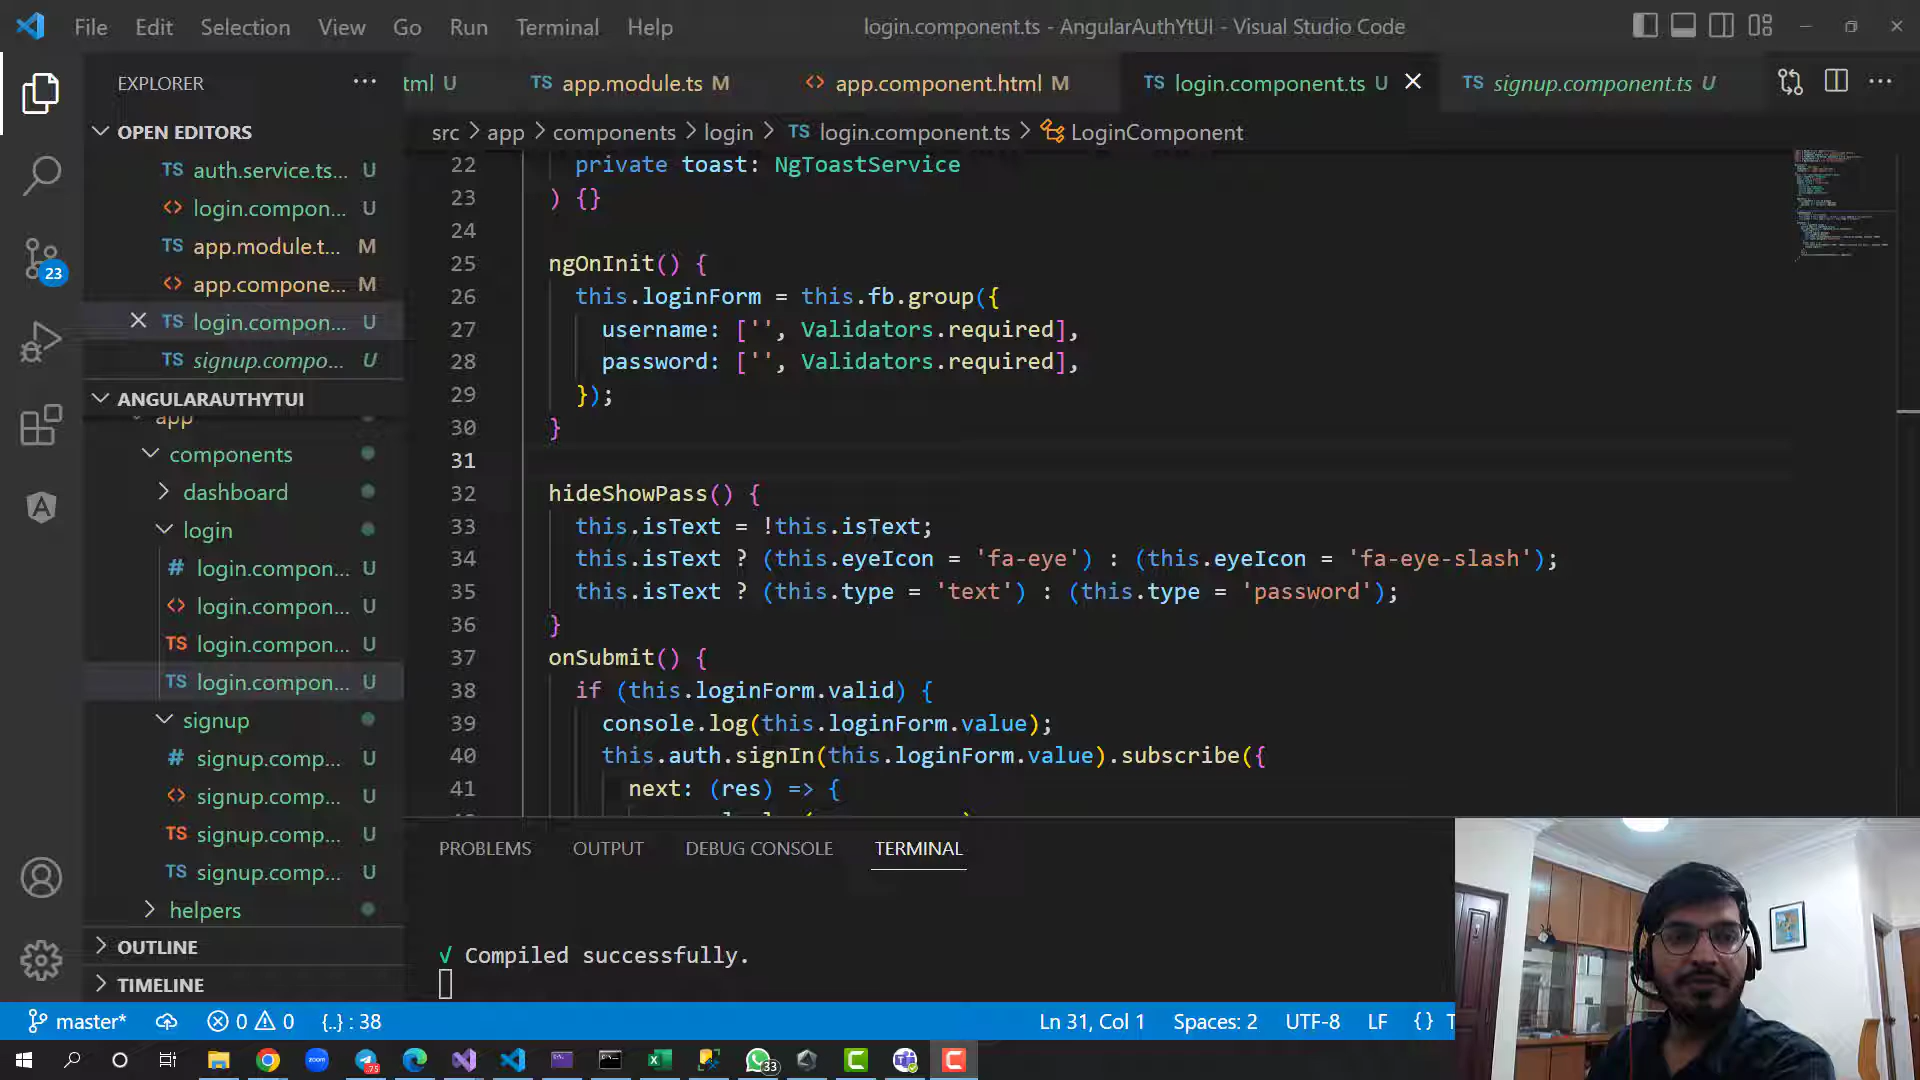 File Edit Selection View Go Run Terminal Help
login.component.ts - AngularAuthYtUI - Visual Studio Code
EXPLORER
OPEN EDITORS
TS auth.service.ts... U
<> login.compon... U
TS app.module.t... M
<> app.compone... M
TS login.compon... U
TS signup.compo... U
ANGULARAUTHYTUI
app
components
dashboard
login
# login.compon... U
<> login.compon... U
TS login.compon... U
TS login.compon... U
signup
# signup.comp... U
<> signup.comp... U
TS signup.comp... U
TS signup.comp... U
helpers
OUTLINE
TIMELINE
tml U TS app.module.ts M <> app.component.html M TS login.component.ts U TS signup.component.ts U
src > app > components > login > TS login.component.ts > LoginComponent
22 private toast: NgToastService
23 ) {}
24
25 ngOnInit() {
26 this.loginForm = this.fb.group({
27 username: ['', Validators.required],
28 password: ['', Validators.required],
29 });
30 }
31
32 hideShowPass() {
33 this.isText = !this.isText;
34 this.isText ? (this.eyeIcon = 'fa-eye') : (this.eyeIcon = 'fa-eye-slash');
35 this.isText ? (this.type = 'text') : (this.type = 'password');
36 }
37 onSubmit() {
38 if (this.loginForm.valid) {
39 console.log(this.loginForm.value);
40 this.auth.signIn(this.loginForm.value).subscribe({
41 next: (res) => {
PROBLEMS OUTPUT DEBUG CONSOLE TERMINAL
√ Compiled successfully.
23
master* 0 0 {..} : 38 Ln 31, Col 1 Spaces: 2 UTF-8 LF {} T
zoom 75 33